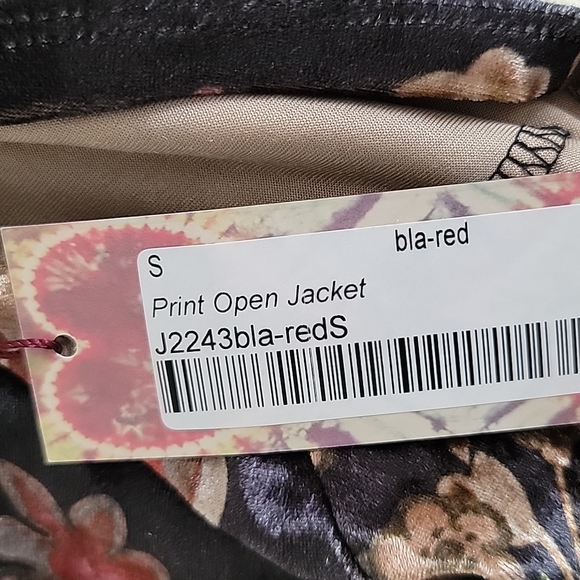 S bla-red
Print Open Jacket
J2243bla-redS